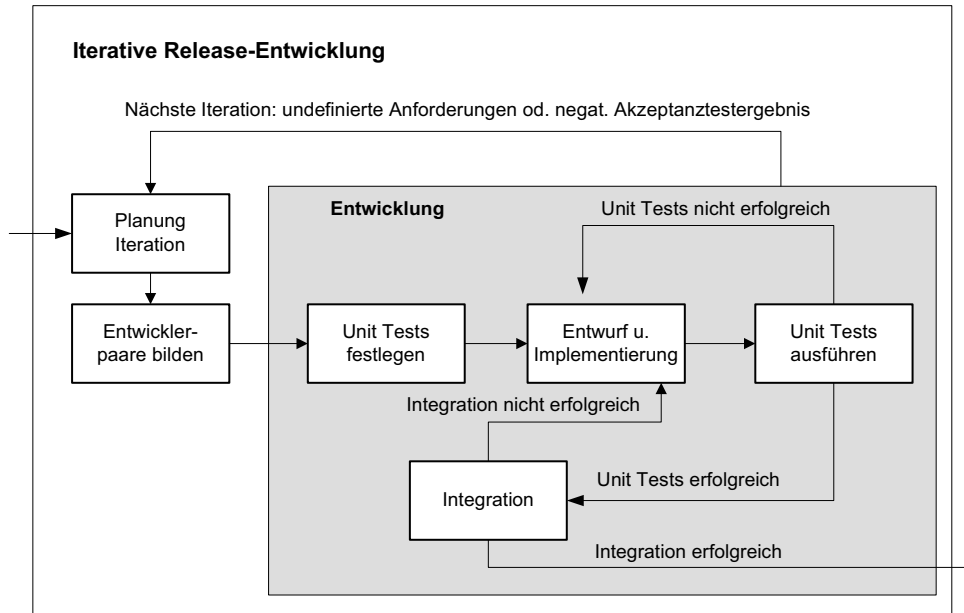 Iterative Release-Entwicklung
Nächste Iteration: undefinierte Anforderungen od. negat. Akzeptanztestergebnis
Planung
Iteration
Entwicklung
Unit Tests nicht erfolgreich
Entwickler-
paare bilden
Unit Tests
festlegen
Entwurf u.
Implementierung
Unit Tests
ausführen
Integration nicht erfolgreich
Integration
Unit Tests erfolgreich
Integration erfolgreich